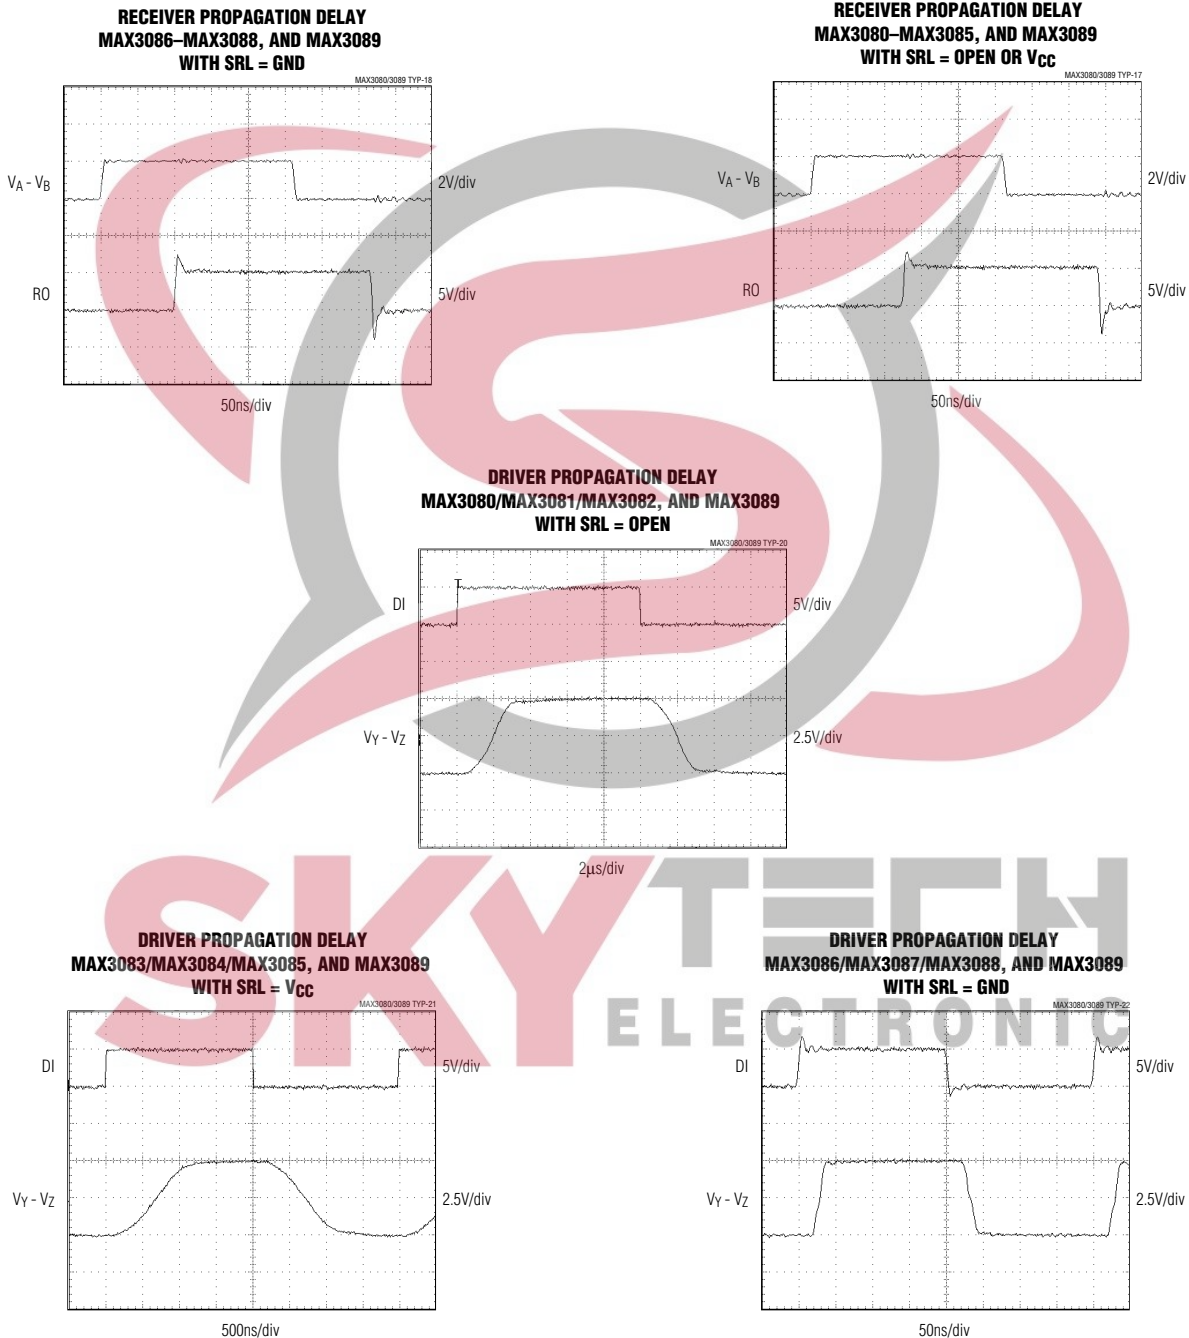 RECEIVER PROPAGATION DELAY
MAX3086–MAX3088, AND MAX3089
WITH SRL = GND
MAX3080/3089 TYP-18
VA - VB
2V/div
RO
5V/div
50ns/div
RECEIVER PROPAGATION DELAY
MAX3080–MAX3085, AND MAX3089
WITH SRL = OPEN OR VCC
MAX3080/3089 TYP-17
VA - VB
2V/div
RO
5V/div
50ns/div
DRIVER PROPAGATION DELAY
MAX3080/MAX3081/MAX3082, AND MAX3089
WITH SRL = OPEN
MAX3080/3089 TYP-20
DI
5V/div
VY - VZ
2.5V/div
2µs/div
SKYTECH
ELECTRONIC
DRIVER PROPAGATION DELAY
MAX3083/MAX3084/MAX3085, AND MAX3089
WITH SRL = VCC
MAX3080/3089 TYP-21
DI
5V/div
VY - VZ
2.5V/div
500ns/div
DRIVER PROPAGATION DELAY
MAX3086/MAX3087/MAX3088, AND MAX3089
WITH SRL = GND
MAX3080/3089 TYP-22
DI
5V/div
VY - VZ
2.5V/div
50ns/div